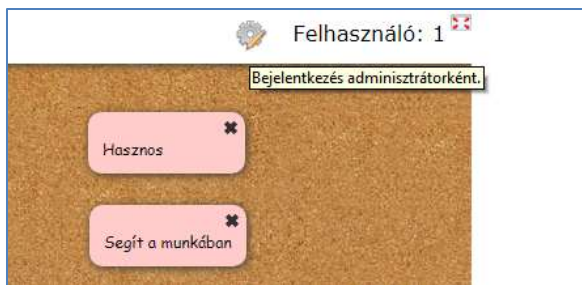 Felhasználó: 1
Bejelentkezés adminisztrátorként.
Hasznos
Segít a munkában